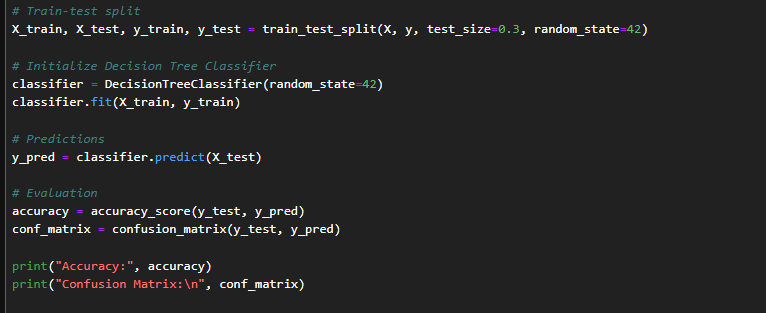 # Train-test split
X_train, X_test, y_train, y_test = train_test_split(X, y, test_size=0.3, random_state=42)
# Initialize Decision Tree Classifier
classifier = DecisionTreeClassifier(random_state=42)
classifier.fit(X_train, y_train)
# Predictions
y_pred = classifier.predict(X_test)
# Evaluation
accuracy = accuracy_score(y_test, y_pred)
conf_matrix = confusion_matrix(y_test, y_pred)
print("Accuracy:", accuracy)
print("Confusion Matrix:\n", conf_matrix)